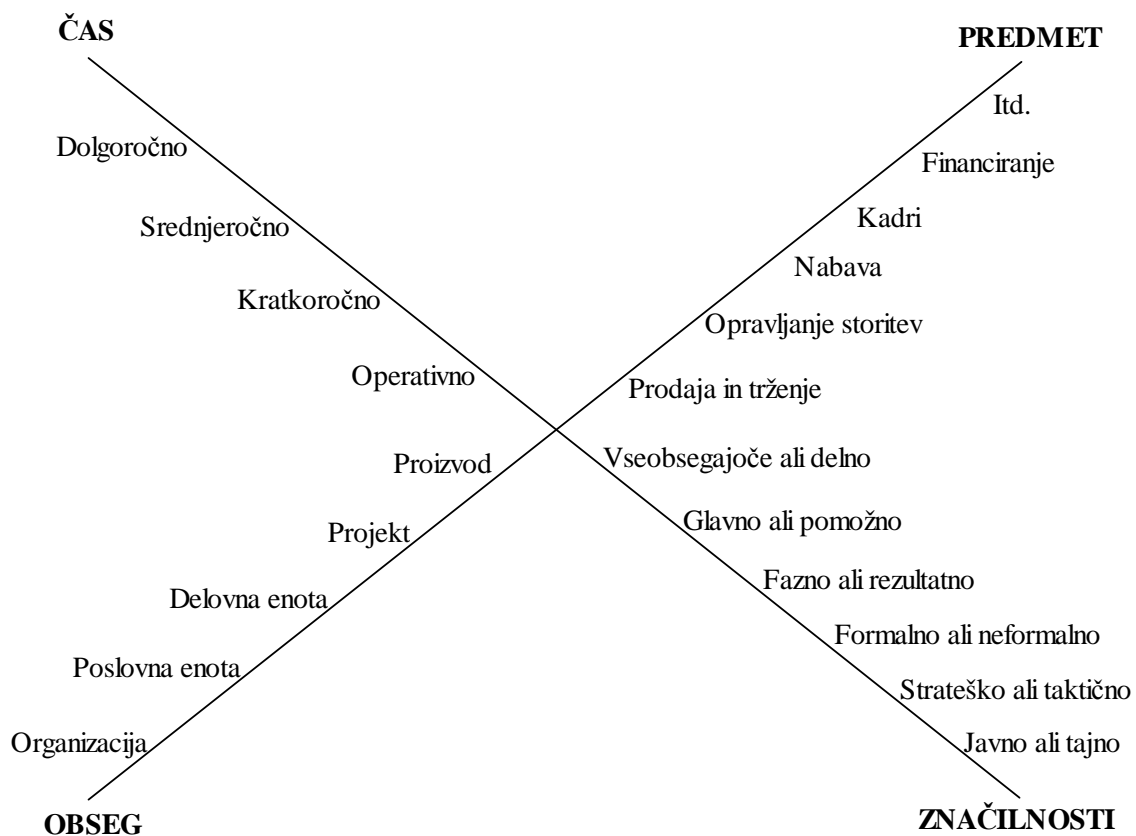 ČAS
PREDMET
Itd.
Dolgoročno
Financiranje
Kadri
Srednjeročno
Nabava
Kratkoročno
Opravljanje storitev
Operativno
Prodaja in trženje
Proizvod
Vseobsegajoče ali delno
Glavno ali pomožno
Projekt
Fazno ali rezultatno
Delovna enota
Formalno ali neformalno
Poslovna enota
Strateško ali taktično
Organizacija
Javno ali tajno
OBSEG
ZNAČILNOSTI